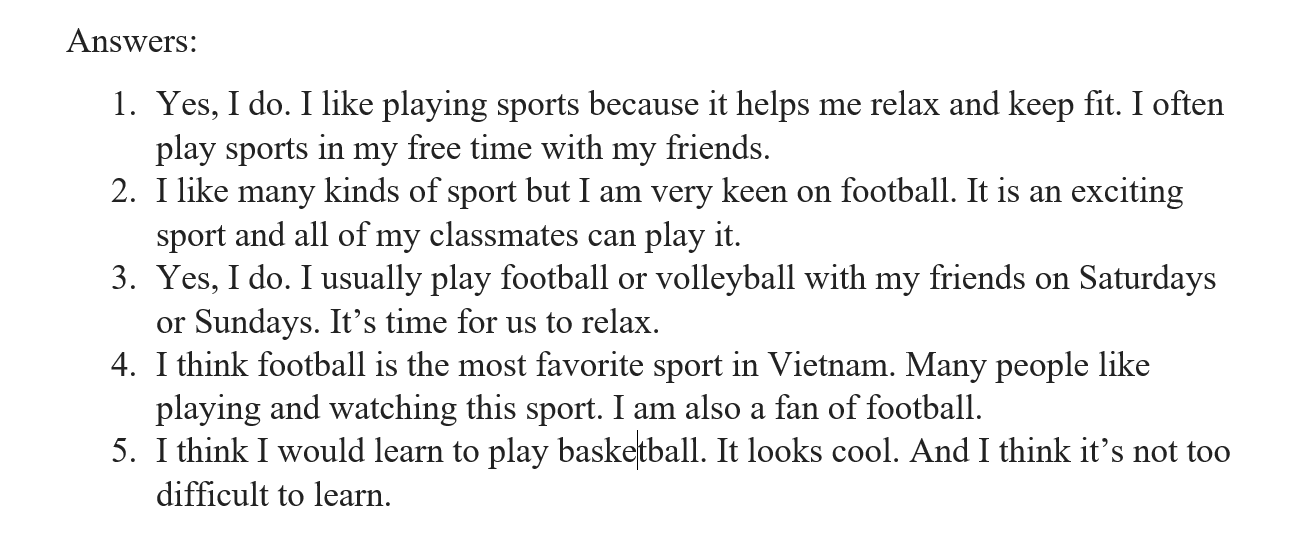 Answers:
1. Yes, I do. I like playing sports because it helps me relax and keep fit. I often
play sports in my free time with my friends.
2. I like many kinds of sport but I am very keen on football. It is an exciting
sport and all of my classmates can play it.
3. Yes, I do. I usually play football or volleyball with my friends on Saturdays
or Sundays. It’s time for us to relax.
4. I think football is the most favorite sport in Vietnam. Many people like
playing and watching this sport. I am also a fan of football.
5. I think I would learn to play basketball. It looks cool. And I think it’s not too
difficult to learn.